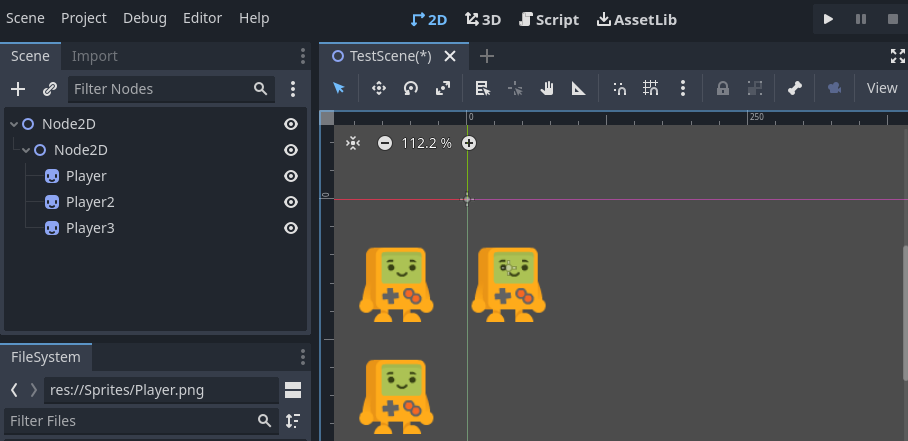 Scene Project Debug Editor Help 2D 3D Script AssetLib
Scene Import
TestScene(*)
Filter Nodes
View
Node2D
Node2D
Player
Player2
Player3
0 250
112.2 %
0
FileSystem
res://Sprites/Player.png
Filter Files